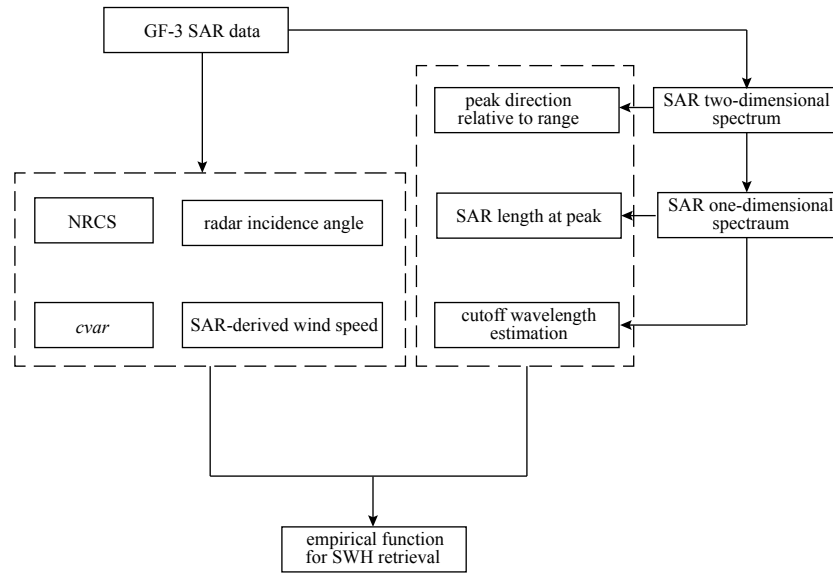 GF-3 SAR data
peak direction
relative to range
SAR two-dimensional
spectrum
NRCS
radar incidence angle
SAR length at peak
SAR one-dimensional
spectraum
cvar
SAR-derived wind speed
cutoff wavelength
estimation
empirical function
for SWH retrieval